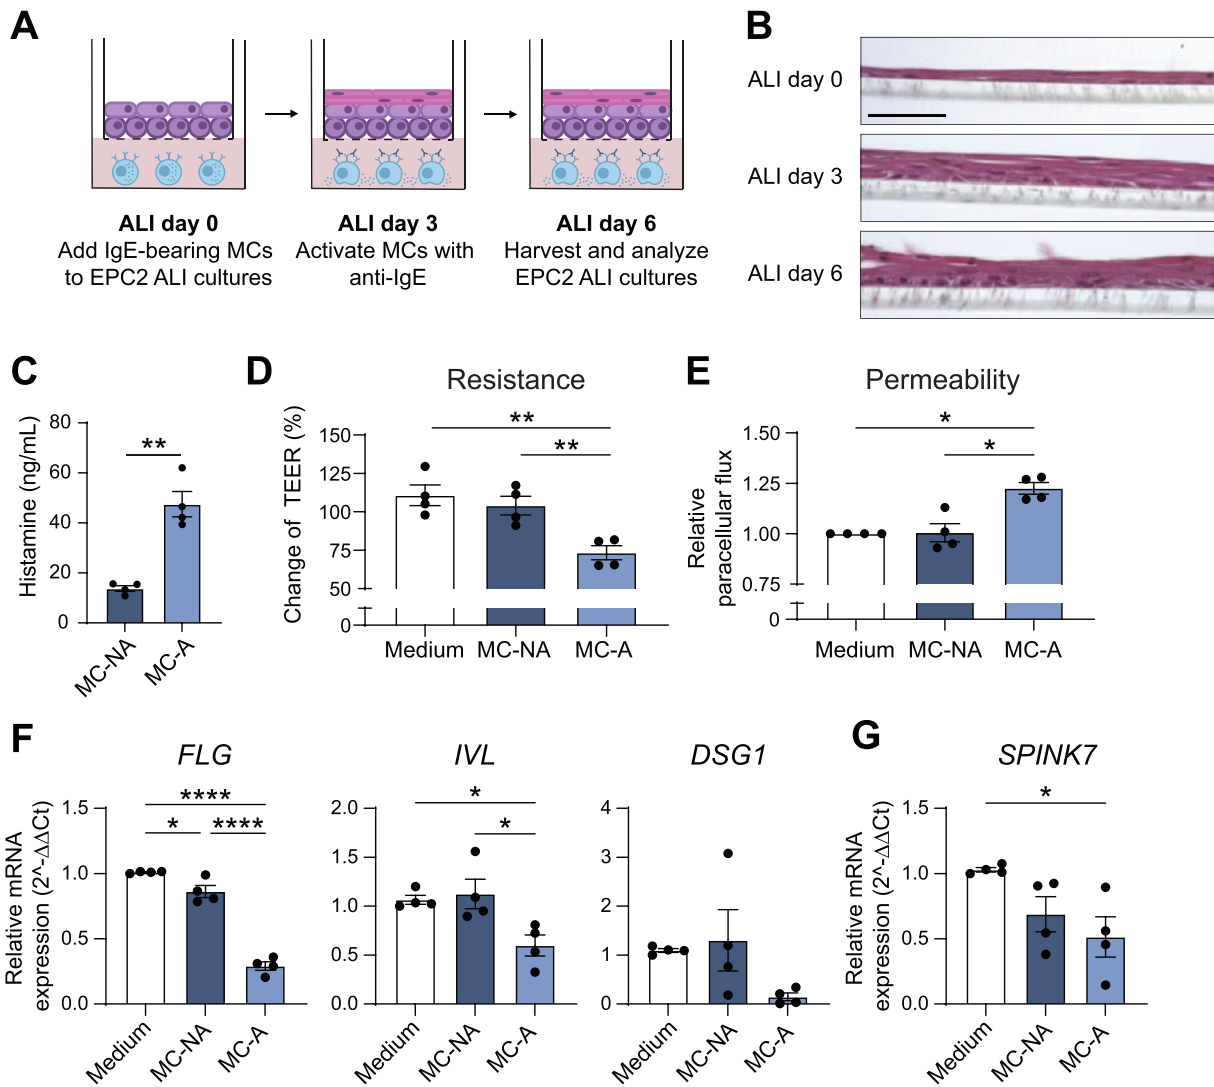 A
ALI day 0
Add IgE-bearing MCs
to EPC2 ALI cultures
ALI day 3
Activate MCs with
anti-IgE
ALI day 6
Harvest and analyze
EPC2 ALI cultures
B
ALI day 0
ALI day 3
ALI day 6
C
Histamine (ng/mL)
80
60
40
20
0
**
MC-NA
MC-A
D
Resistance
Change of TEER (%)
150
125
100
75
50
0
**
**
Medium
MC-NA
MC-A
E
Permeability
Relative
paracellular flux
1.50
1.25
1.00
0.75
0
*
*
Medium
MC-NA
MC-A
F
FLG
Relative mRNA
expression (2^-ΔΔCt)
1.5
1.0
0.5
0.0
****
* ****
Medium
MC-NA
MC-A
IVL
2.0
1.5
1.0
0.5
0.0
*
*
Medium
MC-NA
MC-A
DSG1
4
3
2
1
0
Medium
MC-NA
MC-A
G
SPINK7
Relative mRNA
expression (2^-ΔΔCt)
1.5
1.0
0.5
0.0
*
Medium
MC-NA
MC-A